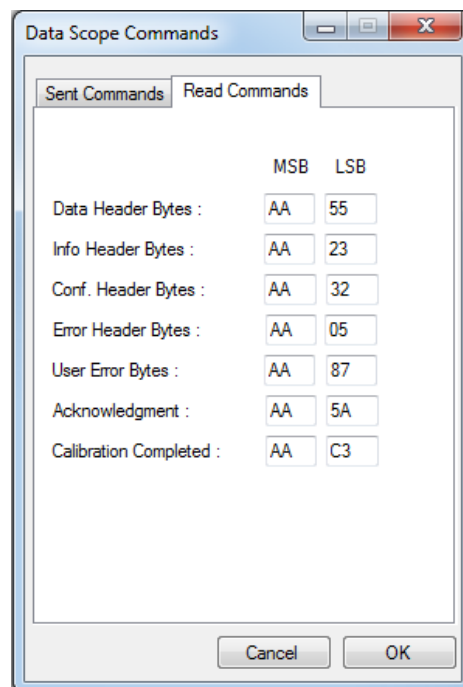 Data Scope Commands
Sent Commands Read Commands
MSB LSB
Data Header Bytes : AA 55
Info Header Bytes : AA 23
Conf. Header Bytes : AA 32
Error Header Bytes : AA 05
User Error Bytes : AA 87
Acknowledgment : AA 5A
Calibration Completed : AA C3
Cancel OK